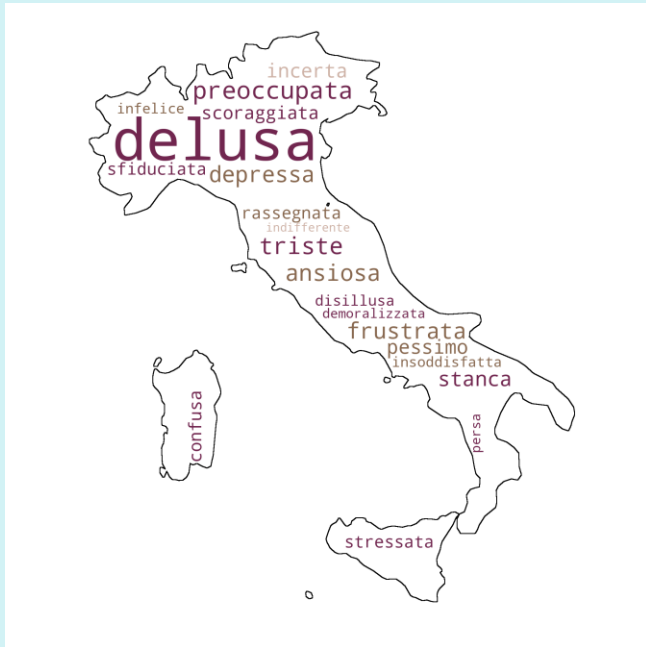 incerta
preoccupata
infelice
scoraggiata
delusa
sfiduciata
depressa
rassegnata
indifferente
triste
ansiosa
disillusa
demoralizzata
frustrata
pessimo
insoddisfatta
stanca
confusa
persa
stressata